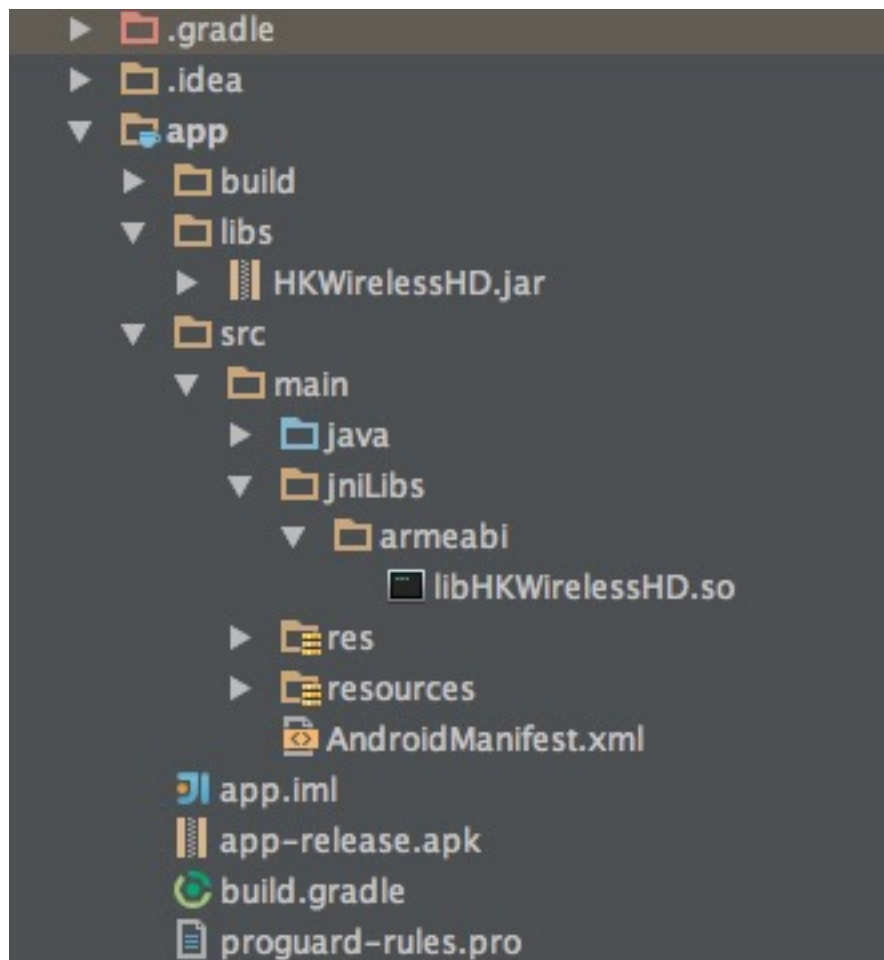 .gradle
.idea
app
build
libs
HKWirelessHD.jar
src
main
java
jniLibs
armeabi
libHKWirelessHD.so
res
resources
AndroidManifest.xml
app.iml
app-release.apk
build.gradle
proguard-rules.pro